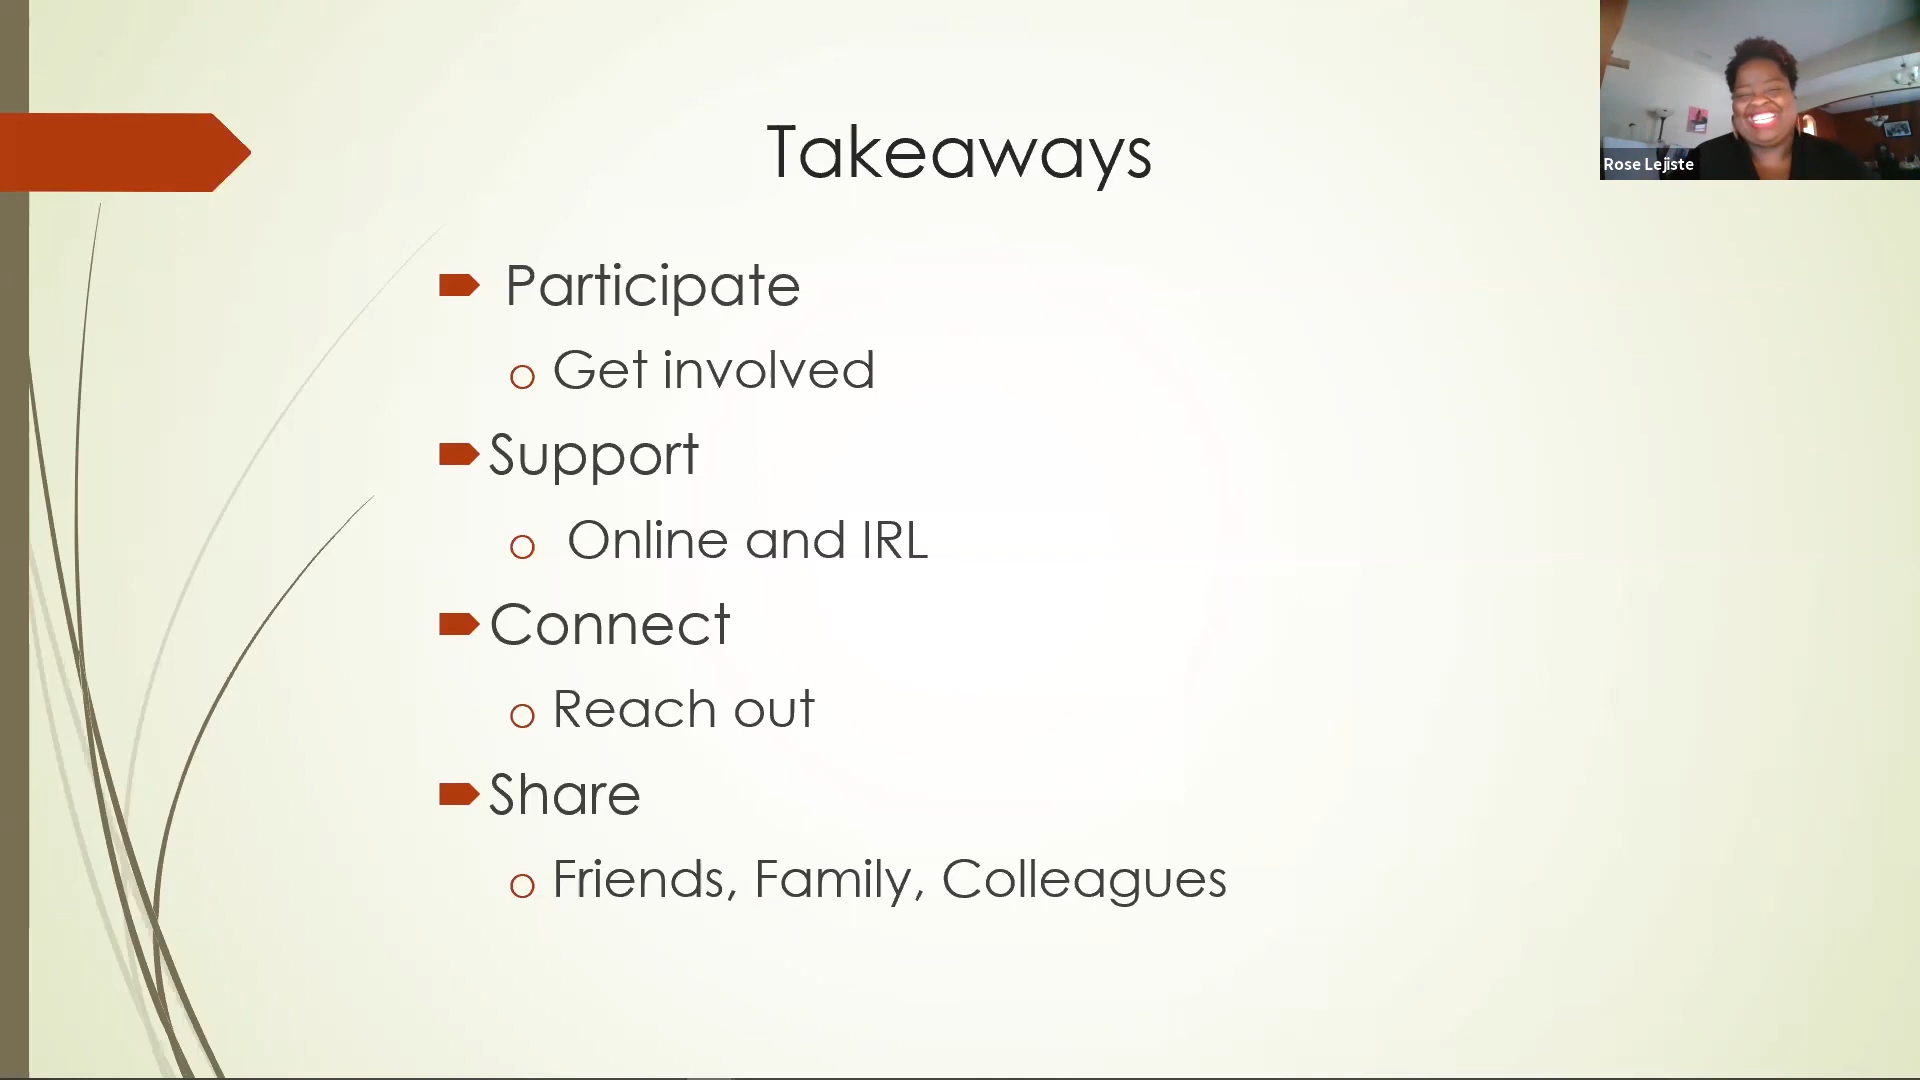 Takeaways
Rose Lejiste
Participate
Get involved
Support
Online and IRL
Connect
Reach out
Share
Friends, Family, Colleagues